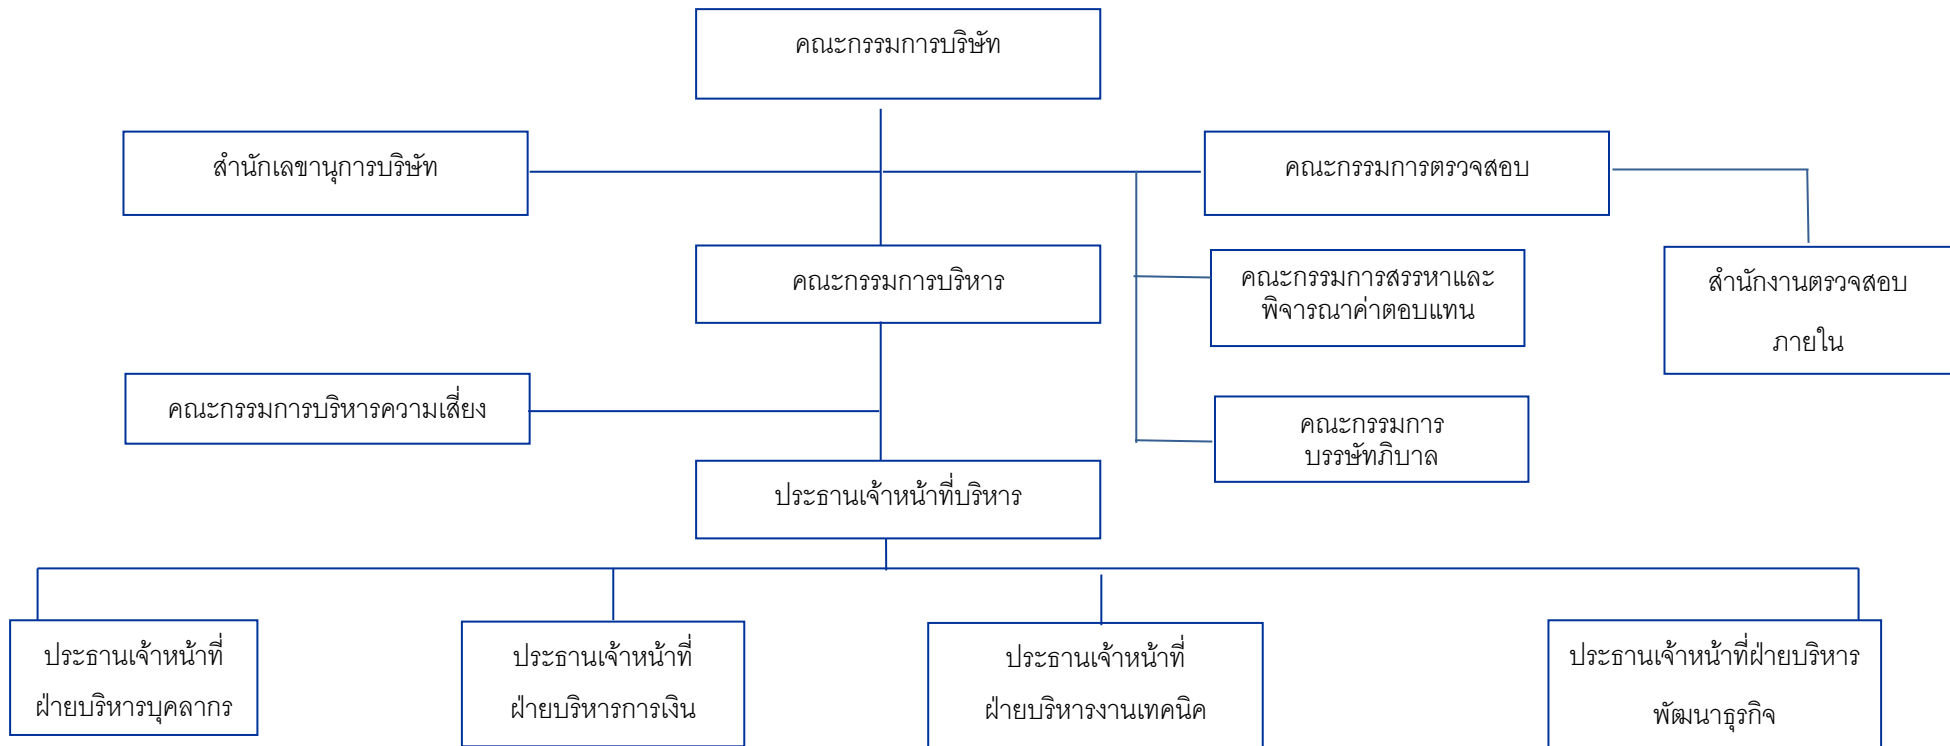 คณะกรรมการบริษัท
สำนักเลขานุการบริษัท
คณะกรรมการตรวจสอบ
คณะกรรมการบริหาร
คณะกรรมการสรรหาและ
พิจารณาค่าตอบแทน
สำนักงานตรวจสอบ
ภายใน
คณะกรรมการบริหารความเสี่ยง
คณะกรรมการ
บรรษัทภิบาล
ประธานเจ้าหน้าที่บริหาร
ประธานเจ้าหน้าที่
ฝ่ายบริหารบุคลากร
ประธานเจ้าหน้าที่
ฝ่ายบริหารการเงิน
ประธานเจ้าหน้าที่
ฝ่ายบริหารงานเทคนิค
ประธานเจ้าหน้าที่ฝ่ายบริหาร
พัฒนาธุรกิจ